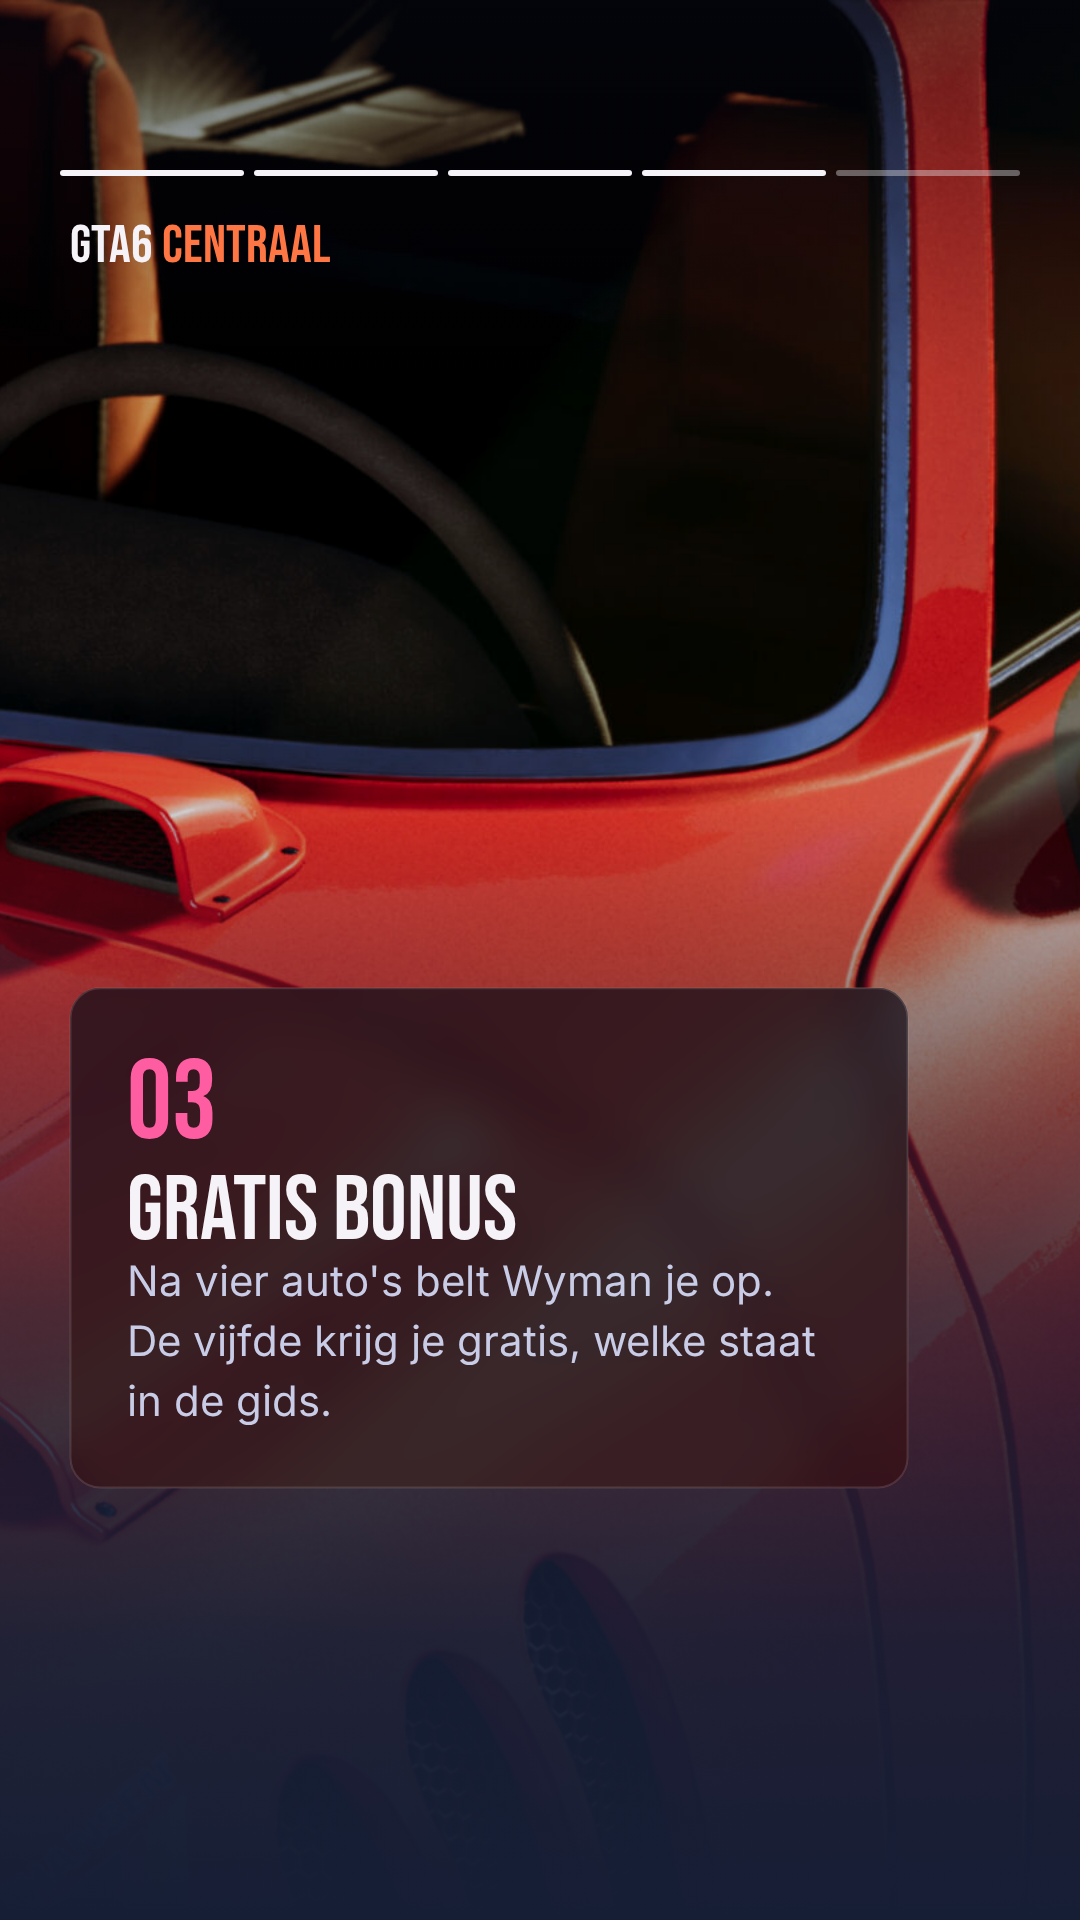 GTA6 CENTRAAL
03
GRATIS BONUS
Na vier auto's belt Wyman je op.
De vijfde krijg je gratis, welke staat
in de gids.